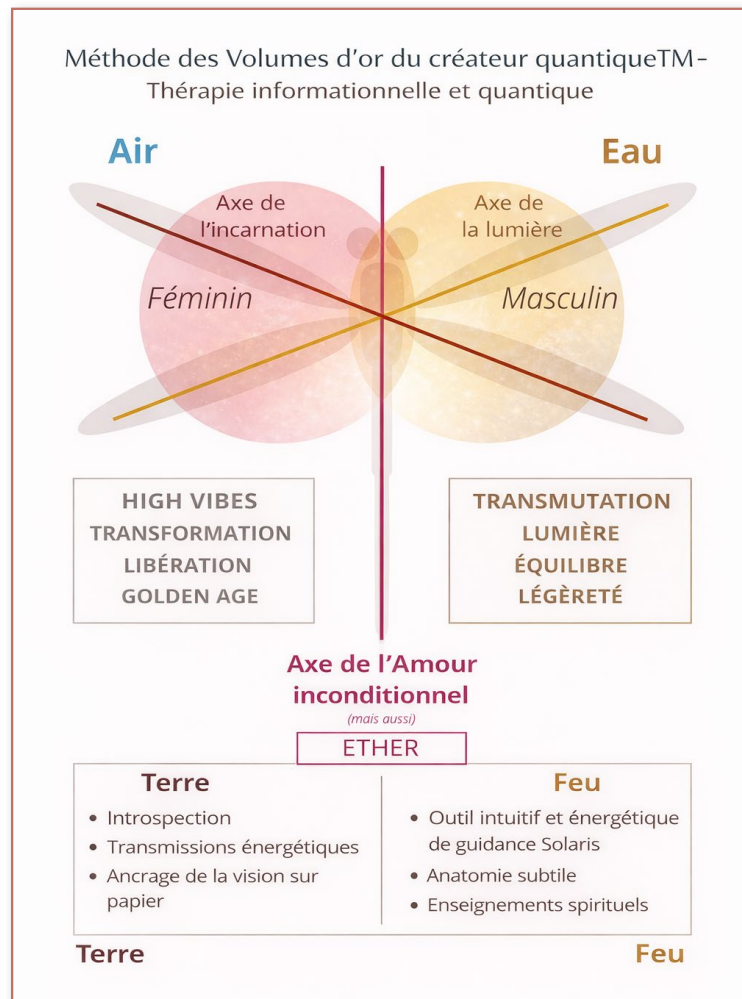 Méthode des Volumes d'or du créateur quantiqueTM-
Thérapie informationnelle et quantique
Air
Eau
Axe de
l'incarnation
Axe de
la lumière
Féminin
Masculin
HIGH VIBES
TRANSFORMATION
LIBÉRATION
GOLDEN AGE
TRANSMUTATION
LUMIÈRE
ÉQUILIBRE
LÉGÈRETÉ
Axe de l'Amour
inconditionnel
(mais aussi)
ETHER
Terre
• Introspection
• Transmissions énergétiques
• Ancrage de la vision sur
papier
Feu
• Outil intuitif et énergétique
de guidance Solaris
• Anatomie subtile
• Enseignements spirituels
Terre
Feu